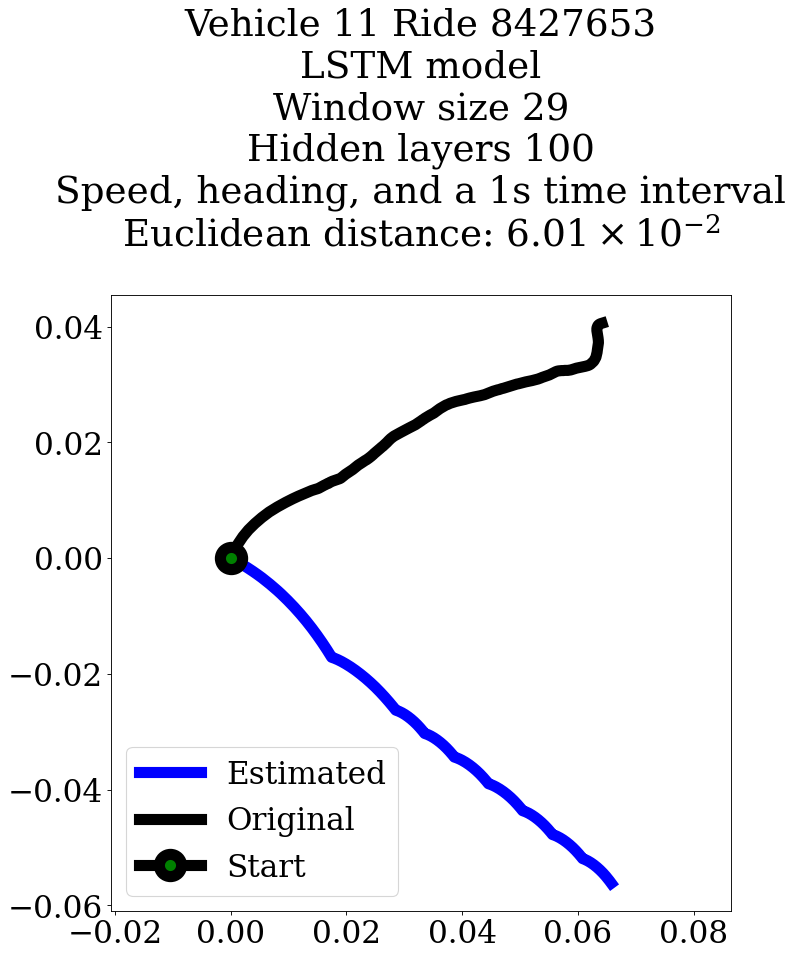 Vehicle 11 Ride 8427653
LSTM model
Window size 29
Hidden layers 100
Speed, heading, and a 1s time interval
Euclidean distance: 6.01 × 10⁻²
0.04
0.02
0.00
−0.02
−0.04
−0.06
Estimated
Original
Start
−0.02 0.00 0.02 0.04 0.06 0.08